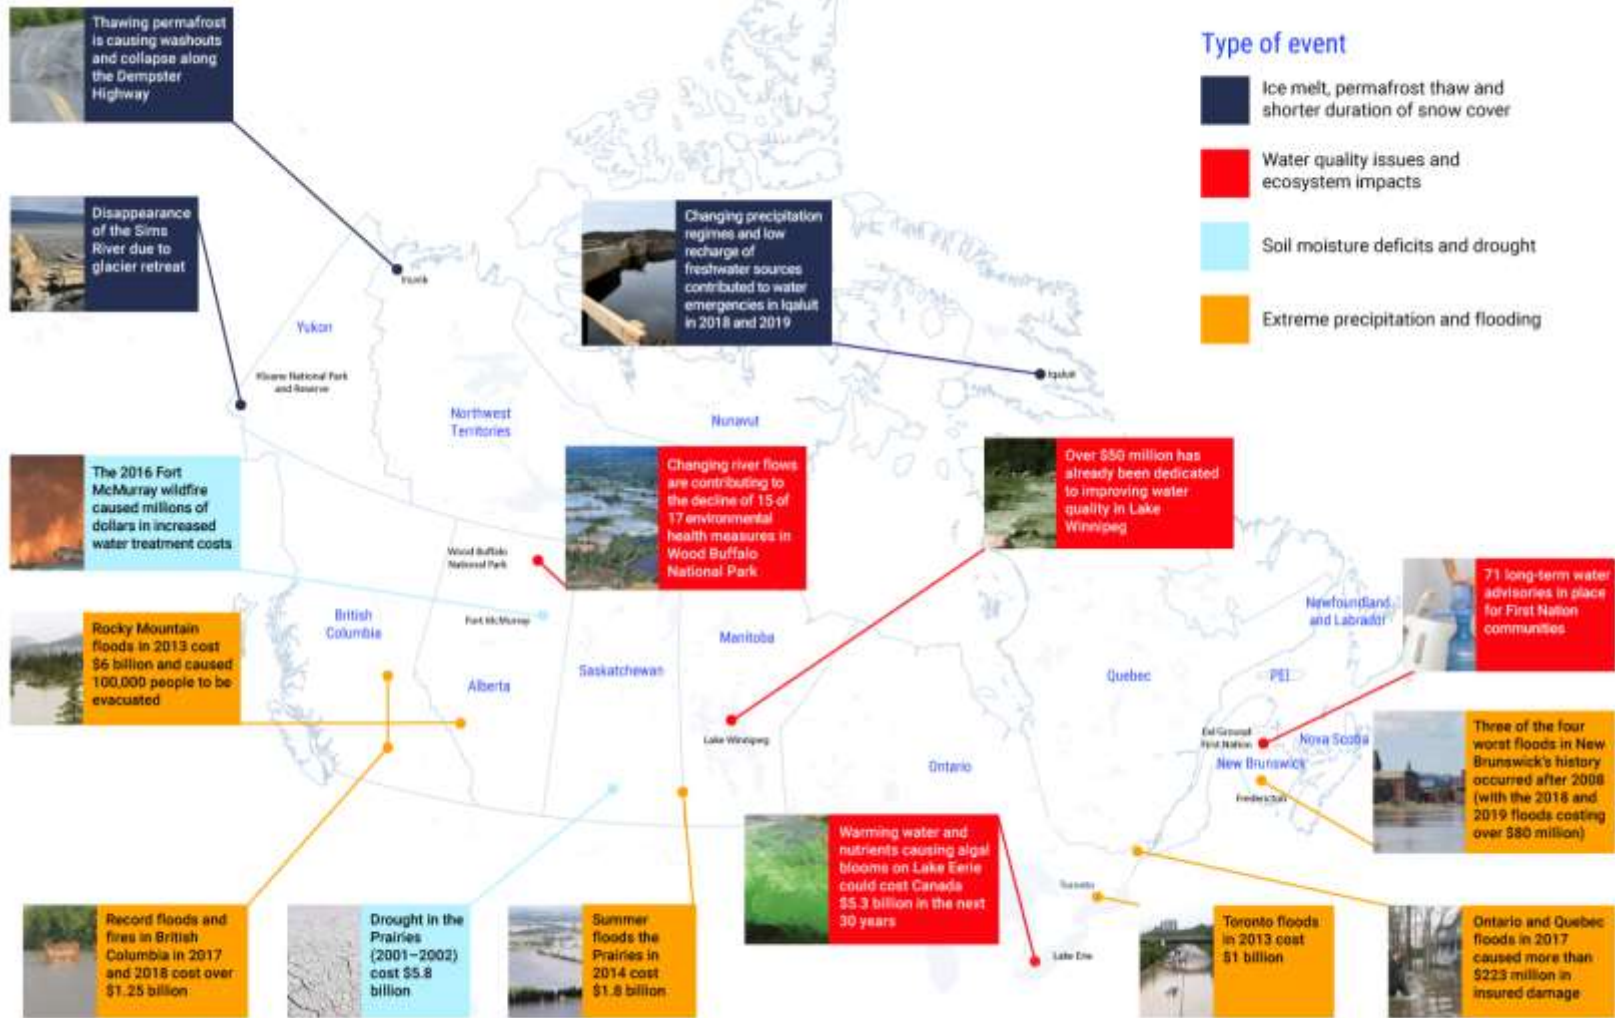 Thawing permafrost
is causing washouts
and collapse along
the Dempster
Highway
Type of event
Ice melt, permafrost thaw and
shorter duration of snow cover
Water quality issues and
ecosystem impacts
Soil moisture deficits and drought
Extreme precipitation and flooding
Disappearance
of the Sims
River due to
glacier retreat
Changing precipitation
regimes and low
recharge of
freshwater sources
contributed to water
emergencies in Iqaluit
in 2018 and 2019
Inuvik
Yukon
Kluane National Park
and Reserve
Iqaluit
Northwest
Territories
Nunavut
The 2016 Fort
McMurray wildfire
caused millions of
dollars in increased
water treatment costs
Changing river flows
are contributing to
the decline of 15 of
17 environmental
health measures in
Wood Buffalo
National Park
Over $50 million has
already been dedicated
to improving water
quality in Lake
Winnipeg
Wood Buffalo
National Park
71 long-term water
advisories in place
for First Nation
communities
Fort McMurray
British
Columbia
Newfoundland
and Labrador
Rocky Mountain
floods in 2013 cost
$6 billion and caused
100,000 people to be
evacuated
Manitoba
Saskatchewan
Alberta
Quebec
PEI
Lake Winnipeg
Ontario
Eel Ground
First Nation
Nova Scotia
New Brunswick
Fredericton
Three of the four
worst floods in New
Brunswick's history
occurred after 2008
(with the 2018 and
2019 floods costing
over $80 million)
Warming water and
nutrients causing algal
blooms on Lake Eerie
could cost Canada
$5.3 billion in the next
30 years
Toronto
Lake Erie
Record floods and
fires in British
Columbia in 2017
and 2018 cost over
$1.25 billion
Drought in the
Prairies
(2001–2002)
cost $5.8
billion
Summer
floods the
Prairies in
2014 cost
$1.8 billion
Toronto floods
in 2013 cost
$1 billion
Ontario and Quebec
floods in 2017
caused more than
$223 million in
insured damage